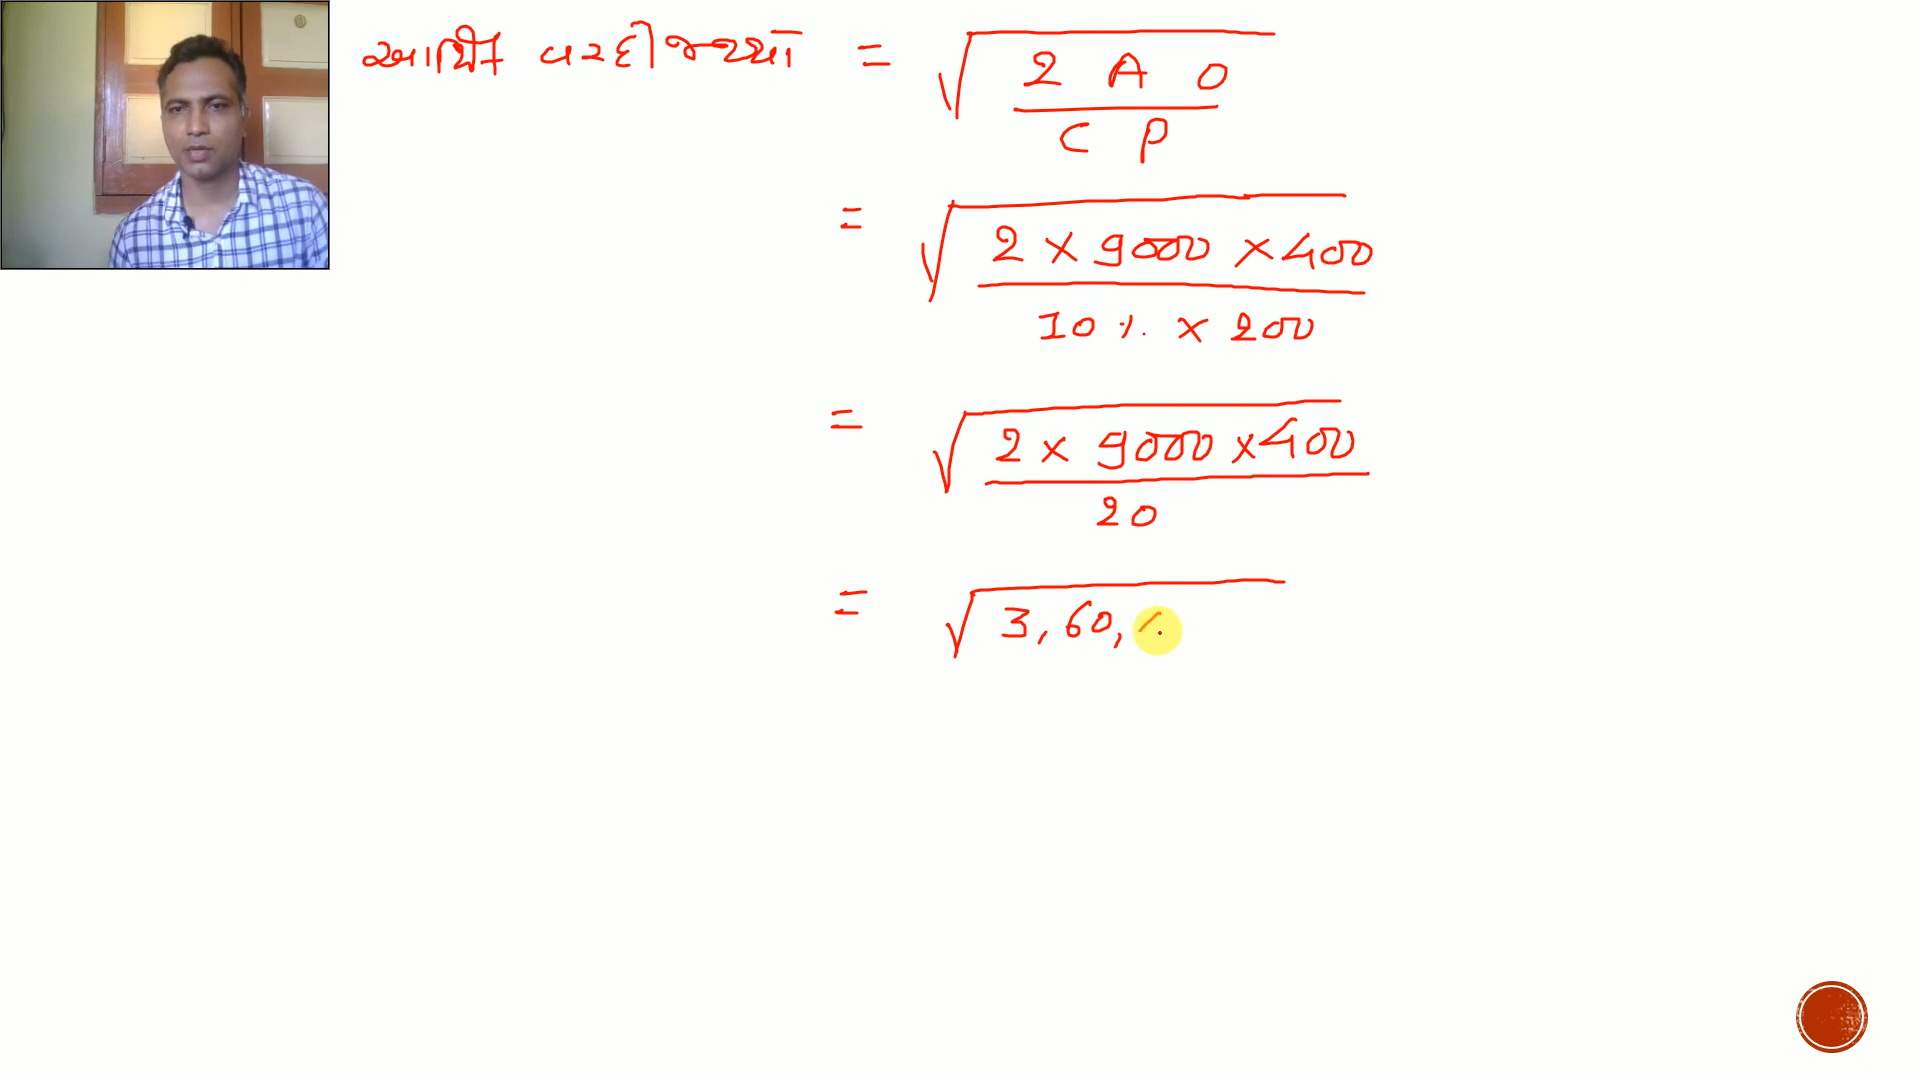 આર્થિક વરદી જથ્થો = √ 2 A O
C P
= √ 2 × 9000 × 400
10 % × 200
= √ 2 × 9000 × 400
20
= √ 3,60,